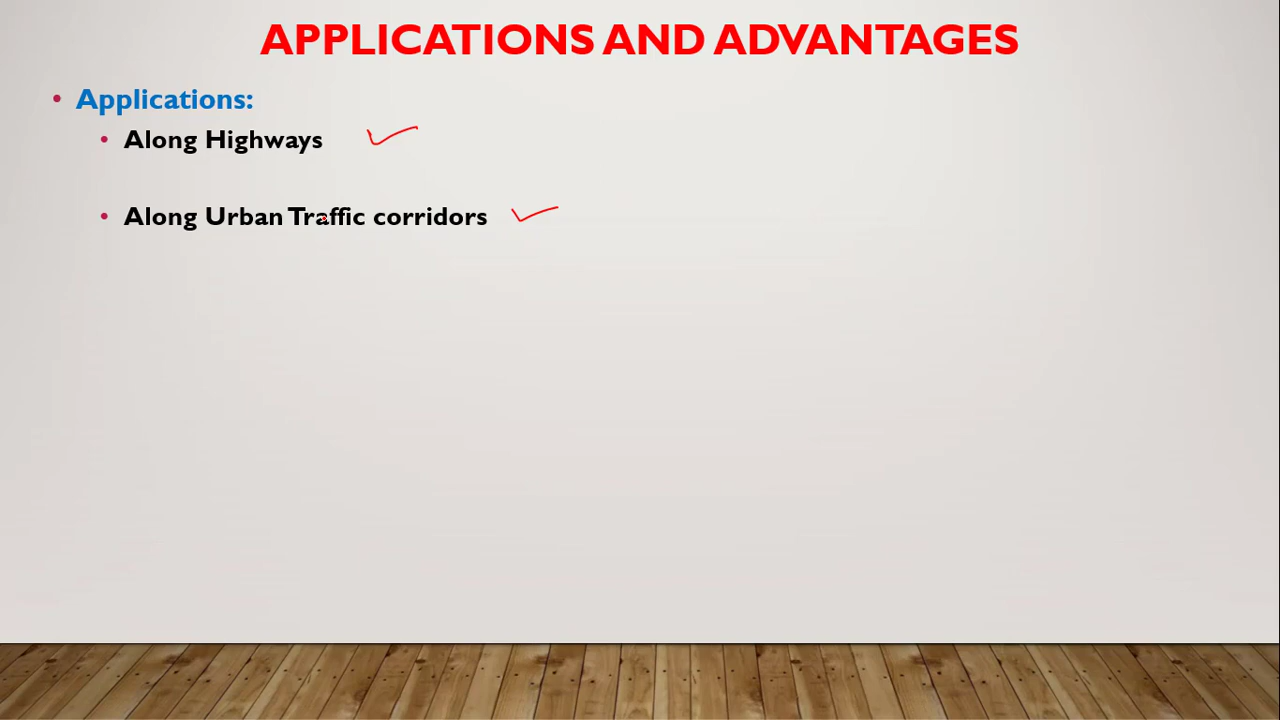 APPLICATIONS AND ADVANTAGES
• Applications:
• Along Highways
• Along Urban Traffic corridors